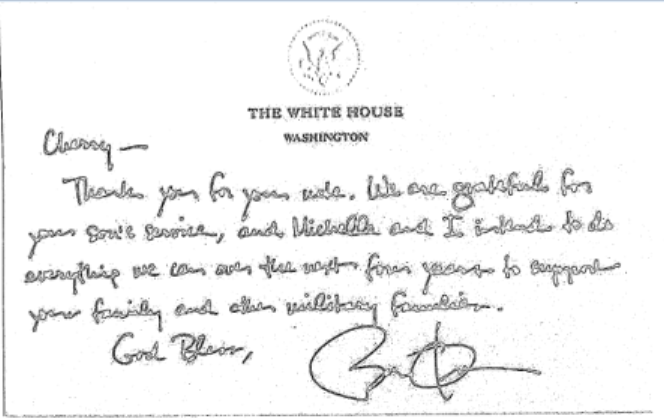 THE WHITE HOUSE
WASHINGTON
Cherry —
Thank you for your note. We are grateful for
your son's service, and Michelle and I intend to do
everything we can over the next four years to support
your family and other military families.
God Bless,